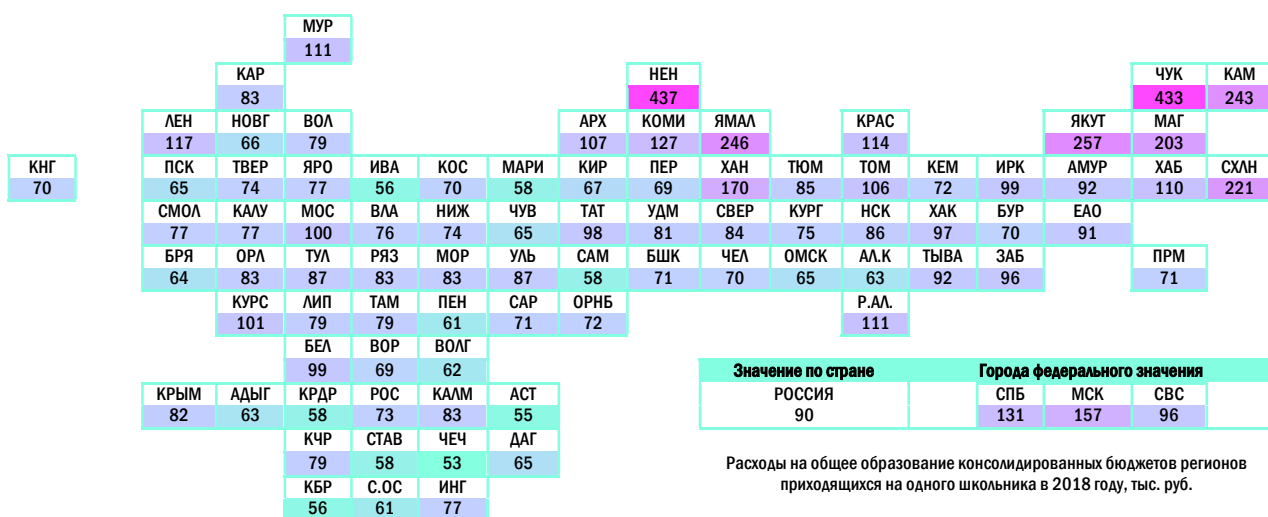 МУР
111
КАР НЕН ЧУК КАМ
83 437 433 243
ЛЕН НОВГ ВОЛ АРХ КОМИ ЯМАЛ КРАС ЯКУТ МАГ
117 66 79 107 127 246 114 257 203
КНГ ПСК ТВЕР ЯРО ИВА КОС МАРИ КИР ПЕР ХАН ТЮМ ТОМ КЕМ ИРК АМУР ХАБ СХЛН
70 65 74 77 56 70 58 67 69 170 85 106 72 99 92 110 221
СМОЛ КАЛУ МОС ВЛА НИЖ ЧУВ ТАТ УДМ СВЕР КУРГ НСК ХАК БУР ЕАО
77 77 100 76 74 65 98 81 84 75 86 97 70 91
БРЯ ОРЛ ТУЛ РЯЗ МОР УЛЬ САМ БШК ЧЕЛ ОМСК АЛ.К ТЫВА ЗАБ ПРМ
64 83 87 83 83 87 58 71 70 65 63 92 96 71
КУРС ЛИП ТАМ ПЕН САР ОРНБ Р.АЛ.
101 79 79 61 71 72 111
БЕЛ ВОР ВОЛГ
99 69 62
КРЫМ АДЫГ КРДР РОС КАЛМ АСТ
82 63 58 73 83 55
КЧР СТАВ ЧЕЧ ДАГ
79 58 53 65
КБР С.ОС ИНГ
56 61 77
Значение по стране Города федерального значения
РОССИЯ СПБ МСК СВС
90 131 157 96
Расходы на общее образование консолидированных бюджетов регионов
приходящихся на одного школьника в 2018 году, тыс. руб.